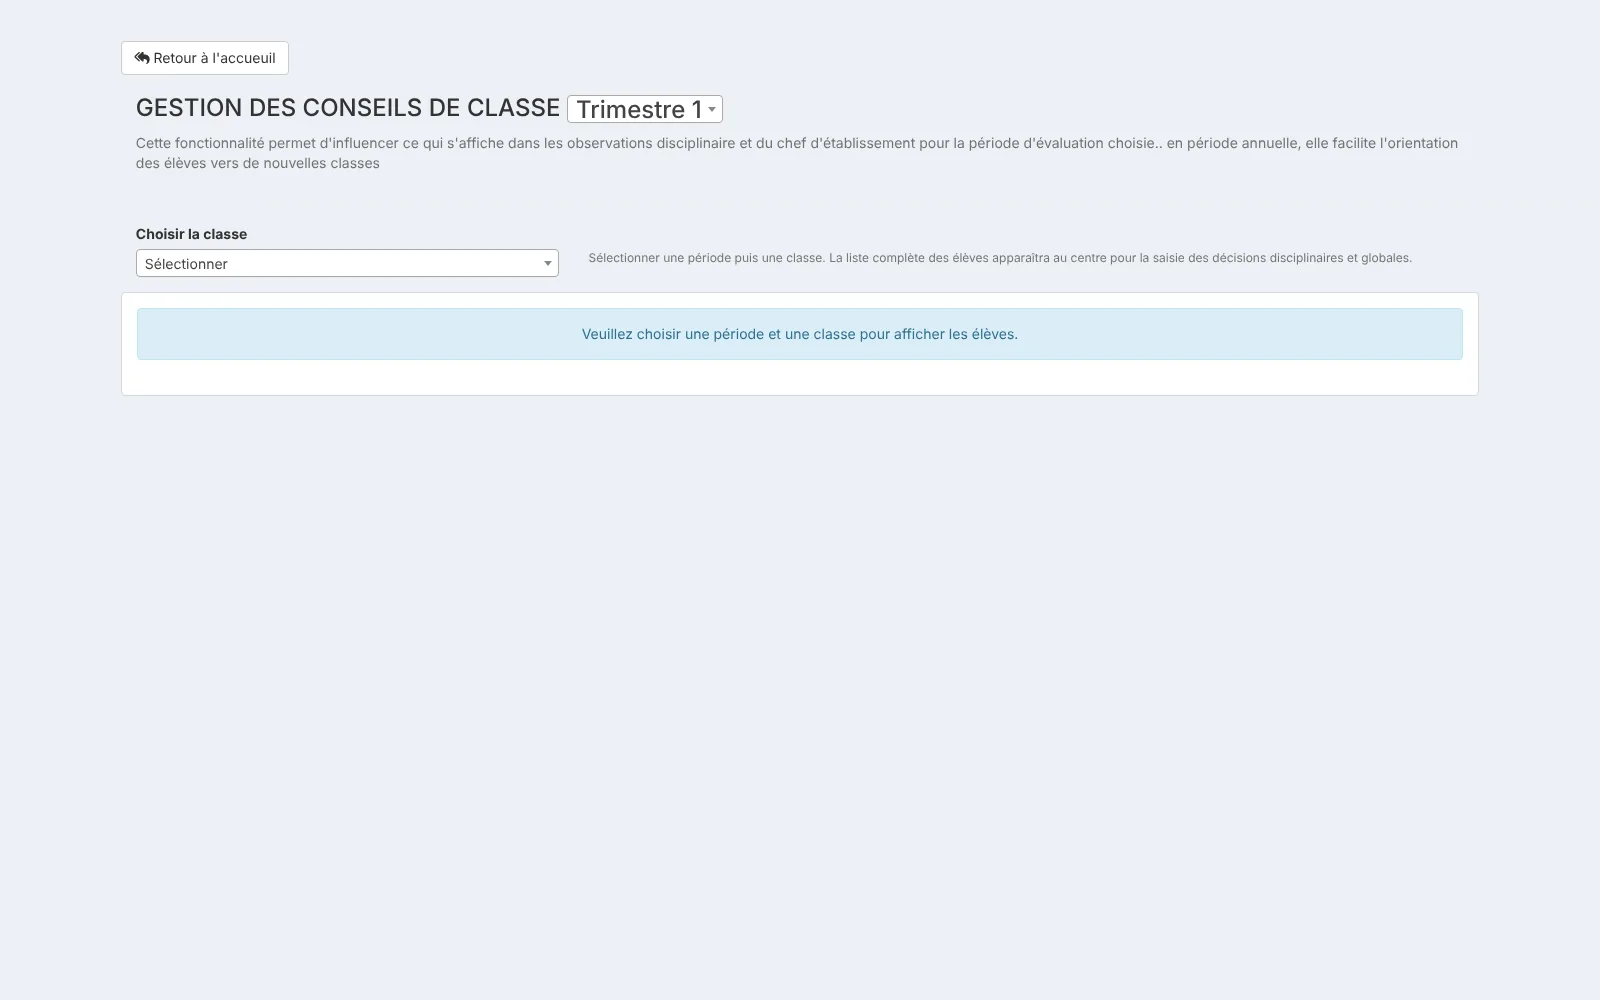 Retour à l'accueuil
GESTION DES CONSEILS DE CLASSE Trimestre 1
Cette fonctionnalité permet d'influencer ce qui s'affiche dans les observations disciplinaire et du chef d'établissement pour la période d'évaluation choisie.. en période annuelle, elle facilite l'orientation
des élèves vers de nouvelles classes
Choisir la classe
Sélectionner
Sélectionner une période puis une classe. La liste complète des élèves apparaîtra au centre pour la saisie des décisions disciplinaires et globales.
Veuillez choisir une période et une classe pour afficher les élèves.